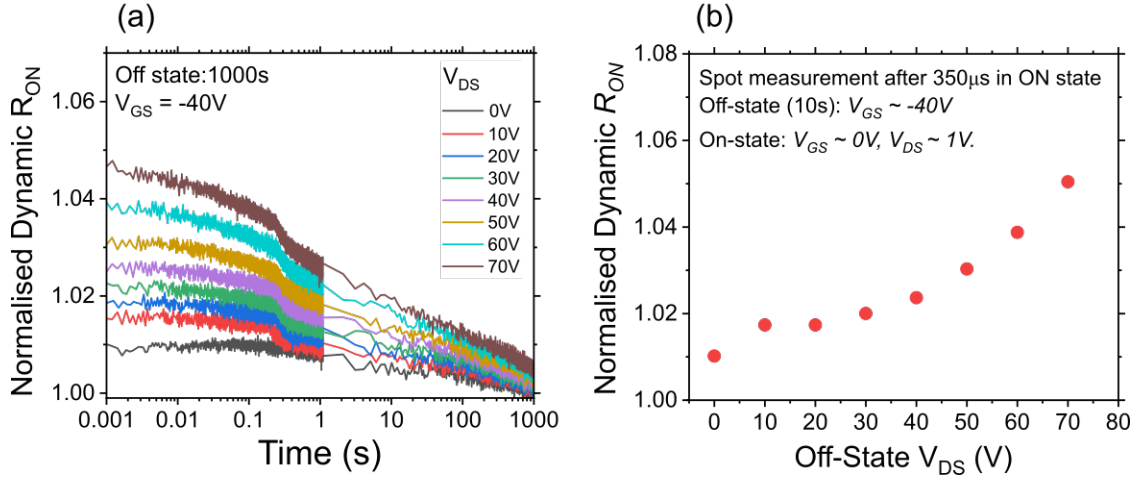 (a)
Off state:1000s
V_GS = -40V
V_DS
0V
10V
20V
30V
40V
50V
60V
70V
Normalised Dynamic R_ON
1.06
1.04
1.02
1.00
0.001 0.01 0.1 1 10 100 1000
Time (s)
(b)
Spot measurement after 350μs in ON state
Off-state (10s): V_GS ~ -40V
On-state: V_GS ~ 0V, V_DS ~ 1V.
Normalised Dynamic R_ON
1.08
1.06
1.04
1.02
1.00
0 10 20 30 40 50 60 70 80
Off-State V_DS (V)